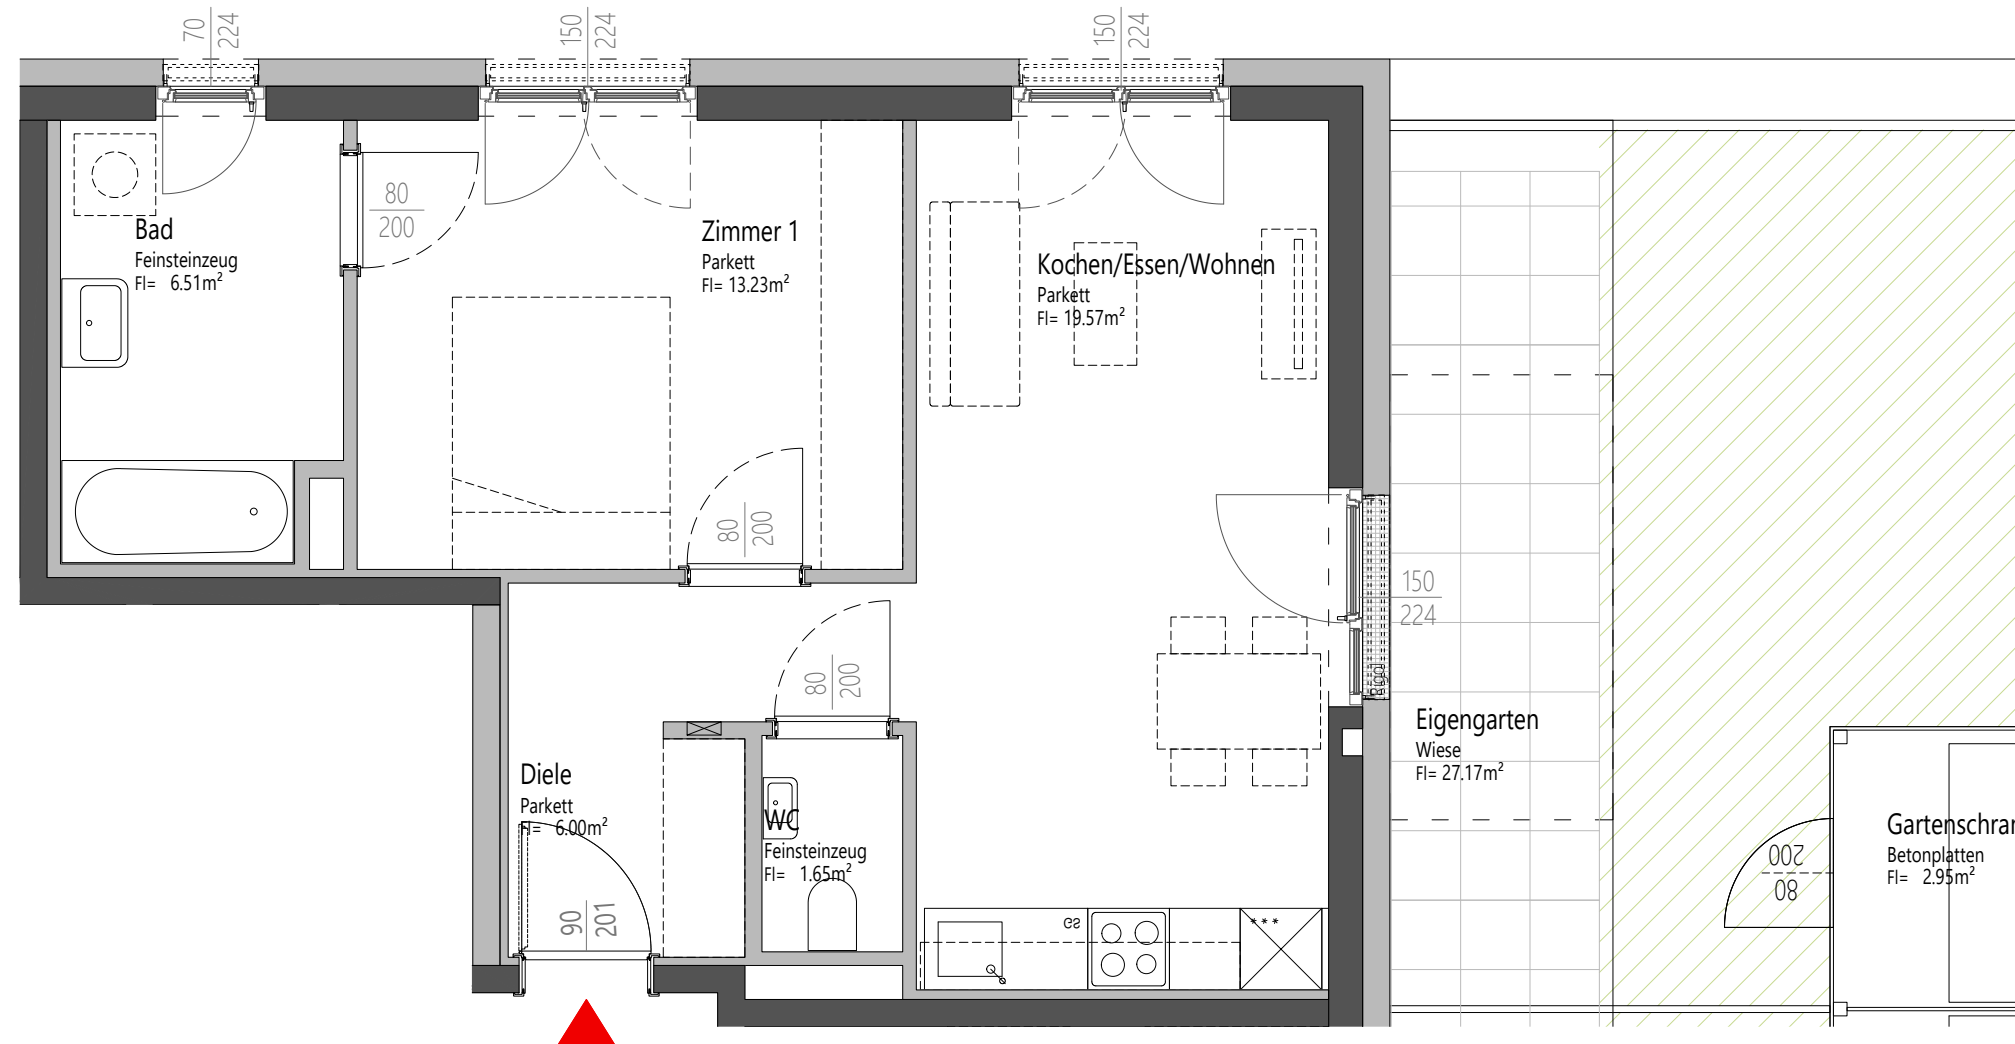 70
224
150
224
150
224
Bad
Feinsteinzeug
Fl= 6.51m²
80
200
Zimmer 1
Parkett
Fl= 13.23m²
Kochen/Essen/Wohnen
Parkett
Fl= 19.57m²
80
200
150
224
80
200
Eigengarten
Wiese
Fl= 27.17m²
Diele
Parkett
Fl= 6.00m²
WC
Feinsteinzeug
Fl= 1.65m²
90
201
GS
***
80
200
Gartenschran
Betonplatten
Fl= 2.95m²